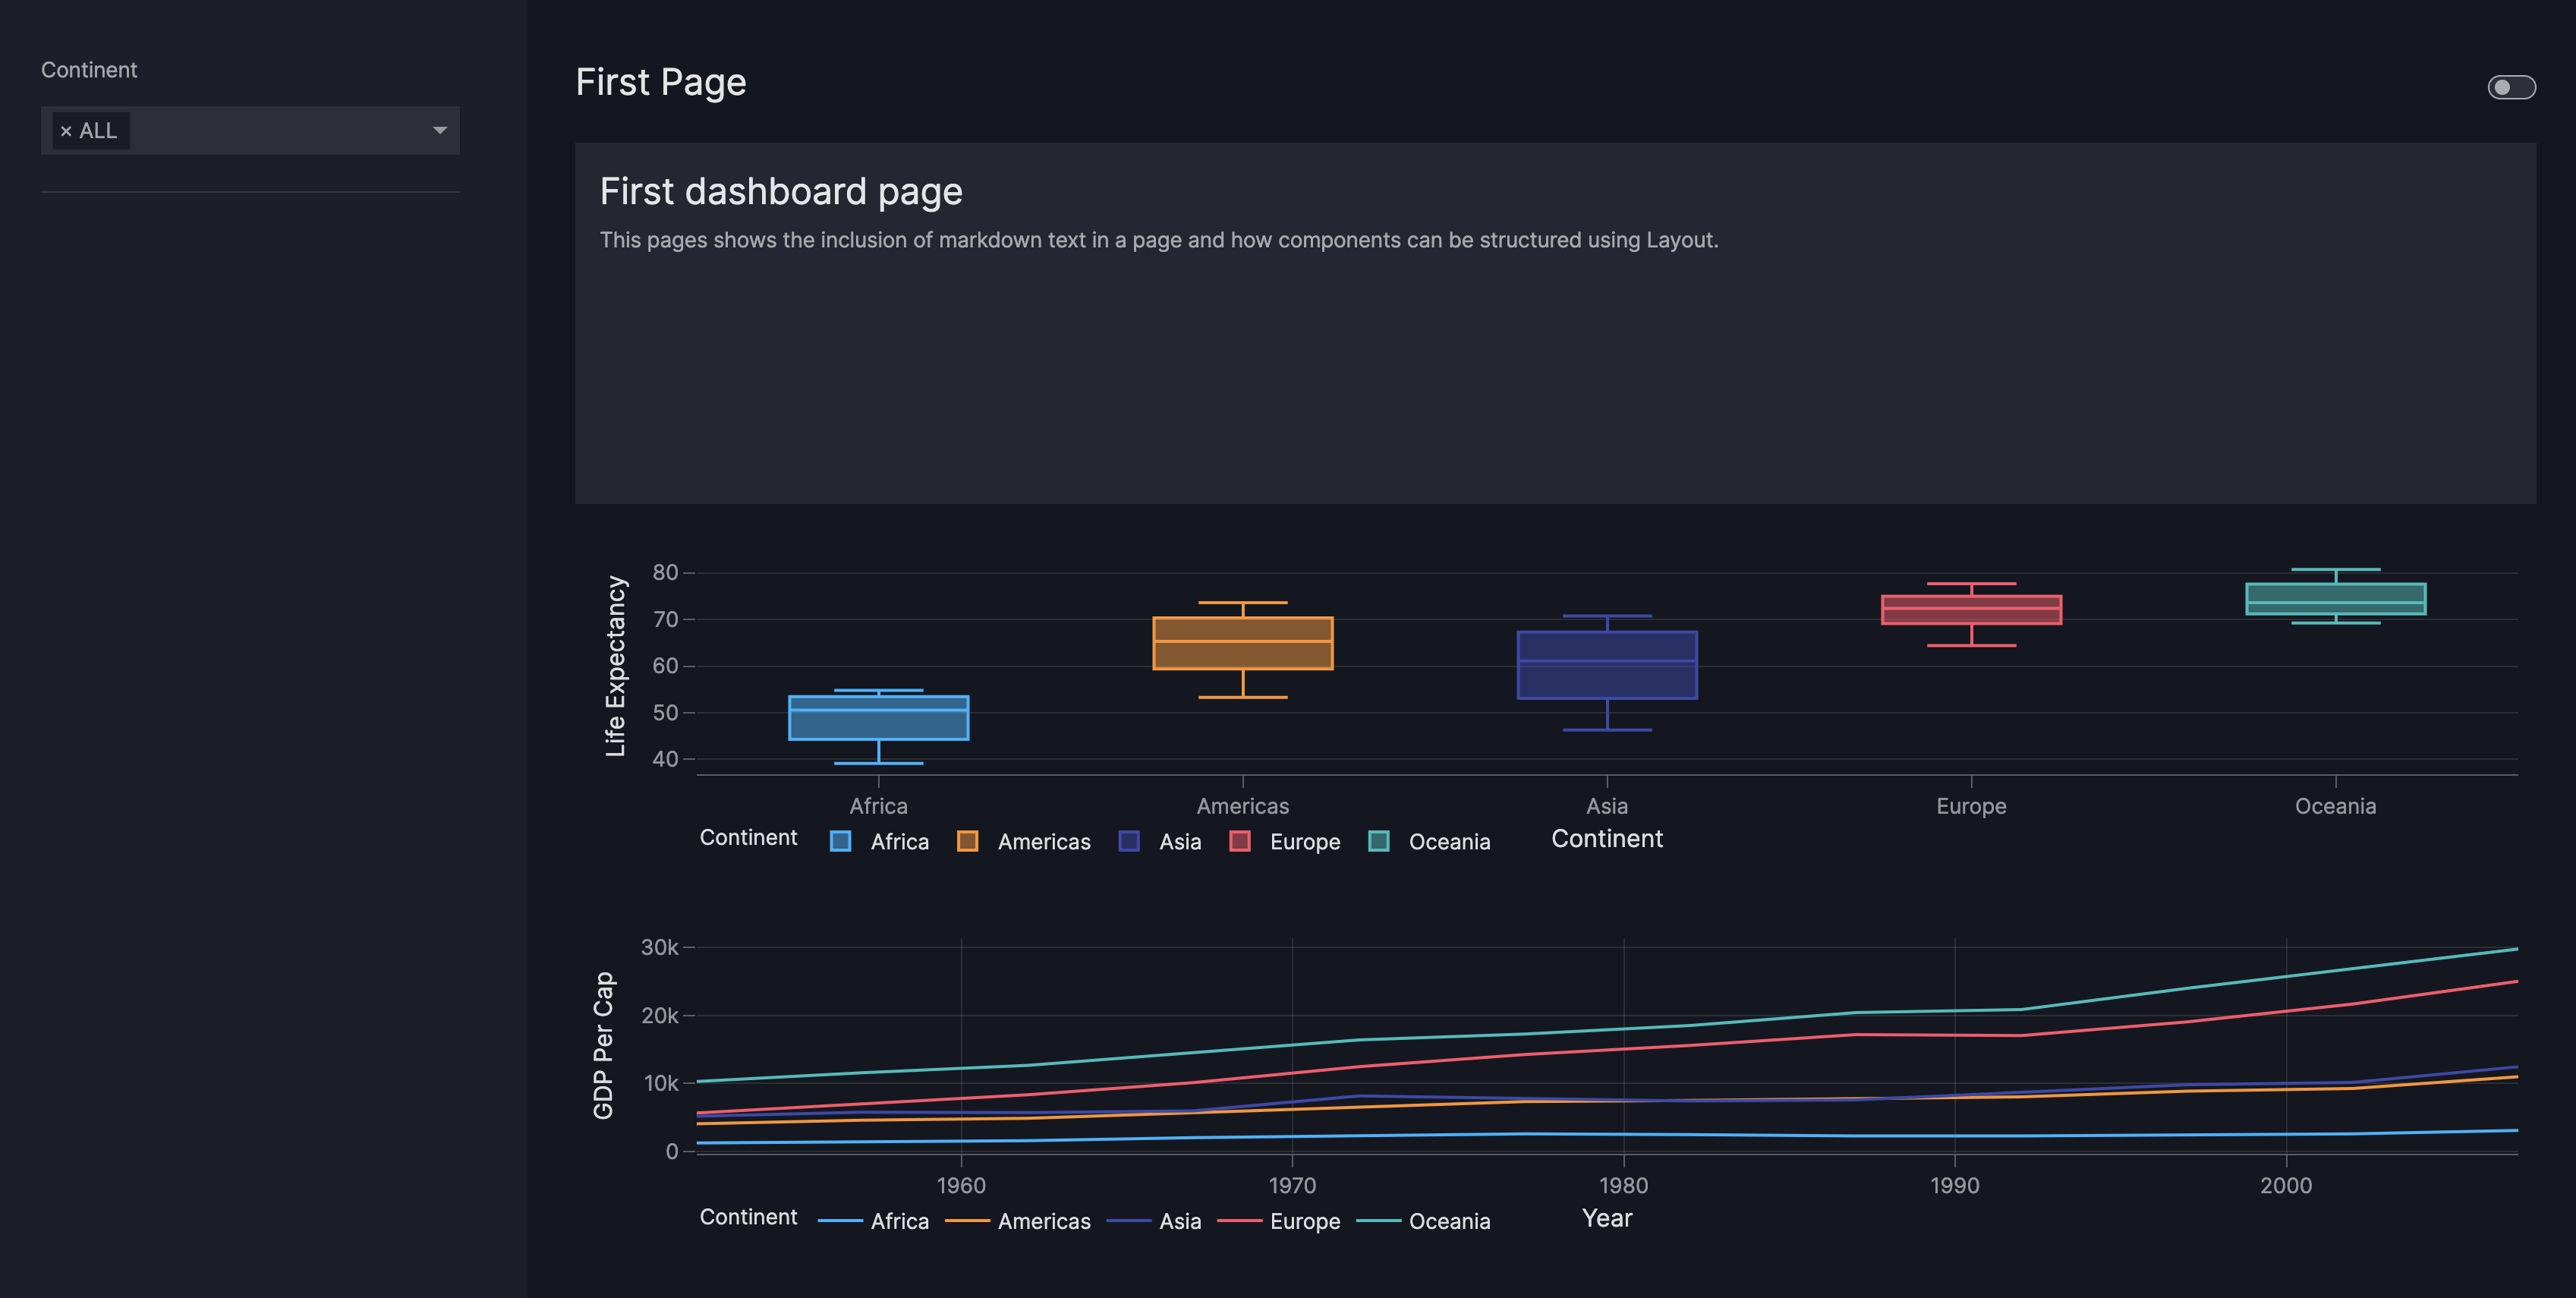 Continent
× ALL
First Page
First dashboard page
This pages shows the inclusion of markdown text in a page and how components can be structured using Layout.
Life Expectancy
80
70
60
50
40
Africa Americas Asia Europe Oceania
Continent Africa Americas Asia Europe Oceania Continent
GDP Per Cap
30k
20k
10k
0
1960 1970 1980 1990 2000
Continent Africa Americas Asia Europe Oceania Year